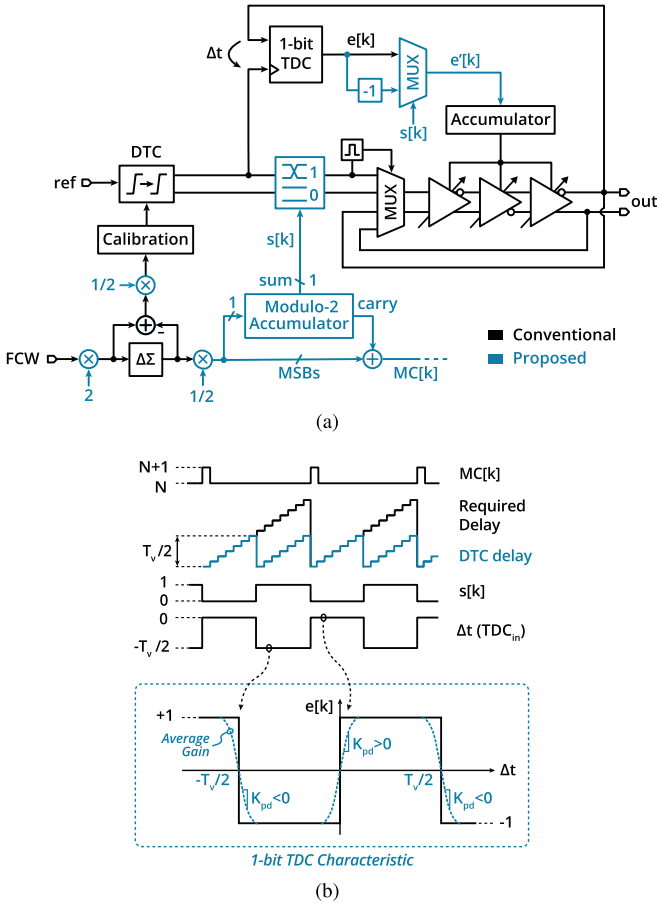 Δt
1-bit
TDC
e[k]
-1
MUX
e'[k]
s[k]
Accumulator
DTC
ref
1
0
MUX
out
s[k]
Calibration
1/2
sum
1
1
Modulo-2
Accumulator
carry
FCW
2
ΔΣ
-
1/2
MSBs
MC[k]
Conventional
Proposed
(a)
N+1
N
MC[k]
Required
Delay
Tv/2
DTC delay
1
0
s[k]
0
-Tv/2
Δt (TDCin)
+1
e[k]
Average
Gain
Kpd>0
-Tv/2
Tv/2
Δt
Kpd<0
Kpd<0
-1
1-bit TDC Characteristic
(b)